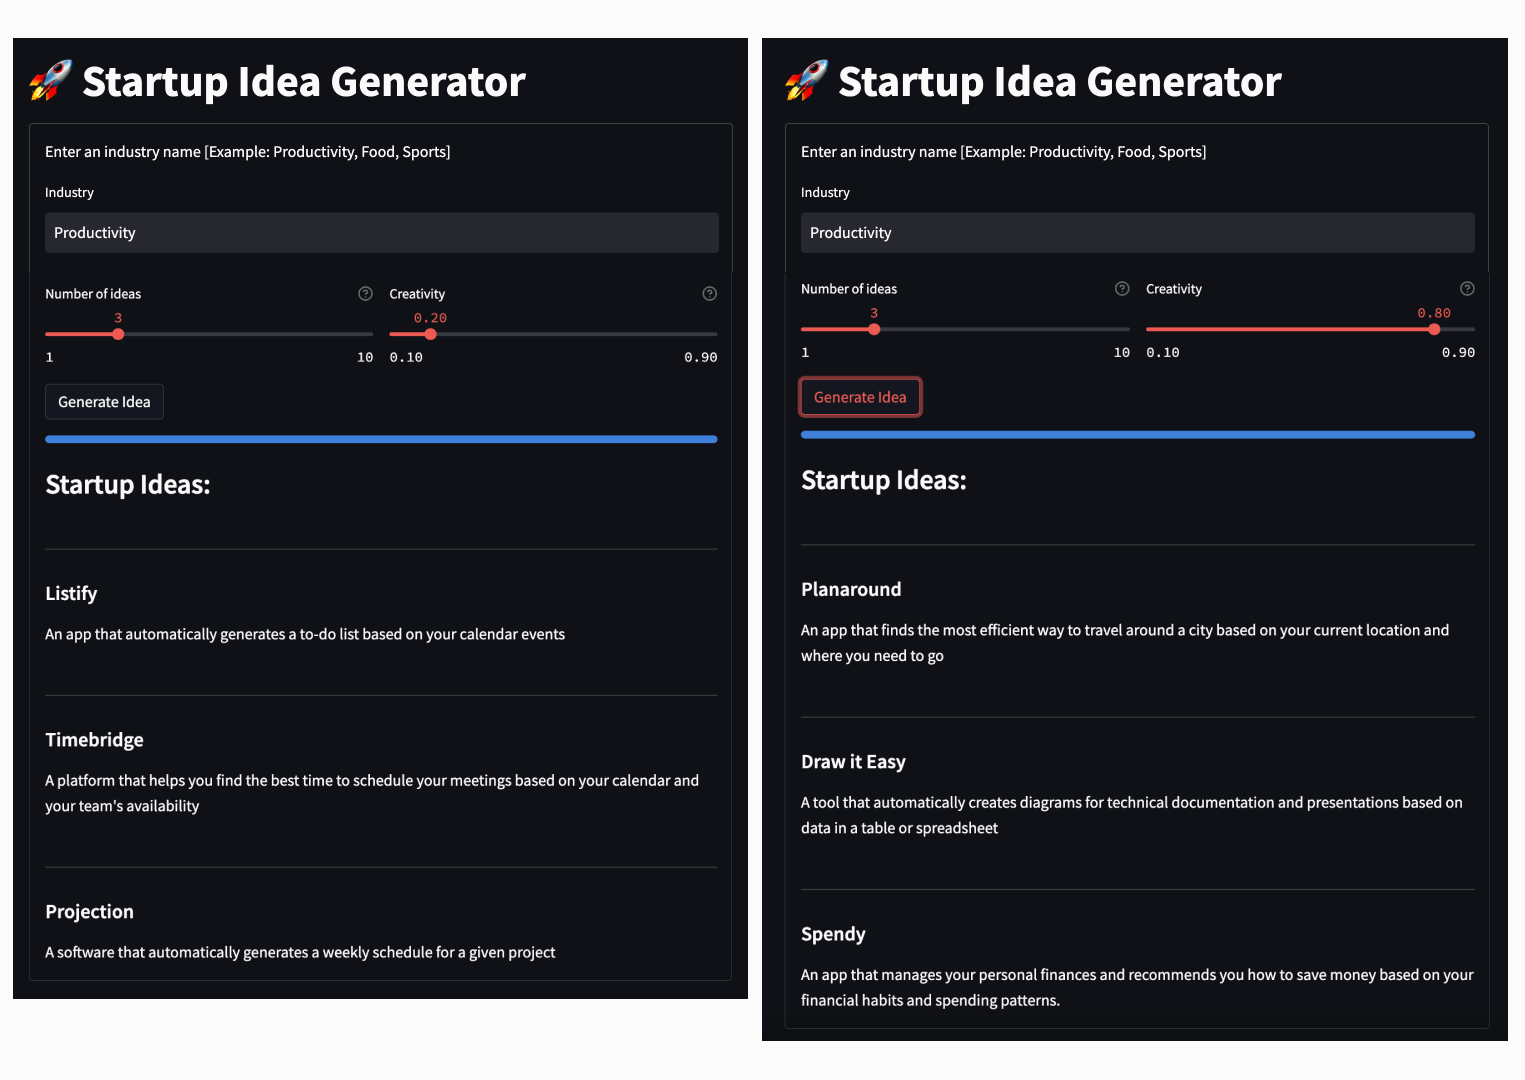 🚀 Startup Idea Generator
Enter an industry name [Example: Productivity, Food, Sports]
Industry
Productivity
Number of ideas
Creativity
3
0.20
1
10
0.10
0.90
Generate Idea
Startup Ideas:
Listify
An app that automatically generates a to-do list based on your calendar events
Timebridge
A platform that helps you find the best time to schedule your meetings based on your calendar and
your team's availability
Projection
A software that automatically generates a weekly schedule for a given project
🚀 Startup Idea Generator
Enter an industry name [Example: Productivity, Food, Sports]
Industry
Productivity
Number of ideas
Creativity
3
0.80
1
10
0.10
0.90
Generate Idea
Startup Ideas:
Planaround
An app that finds the most efficient way to travel around a city based on your current location and
where you need to go
Draw it Easy
A tool that automatically creates diagrams for technical documentation and presentations based on
data in a table or spreadsheet
Spendy
An app that manages your personal finances and recommends you how to save money based on your
financial habits and spending patterns.